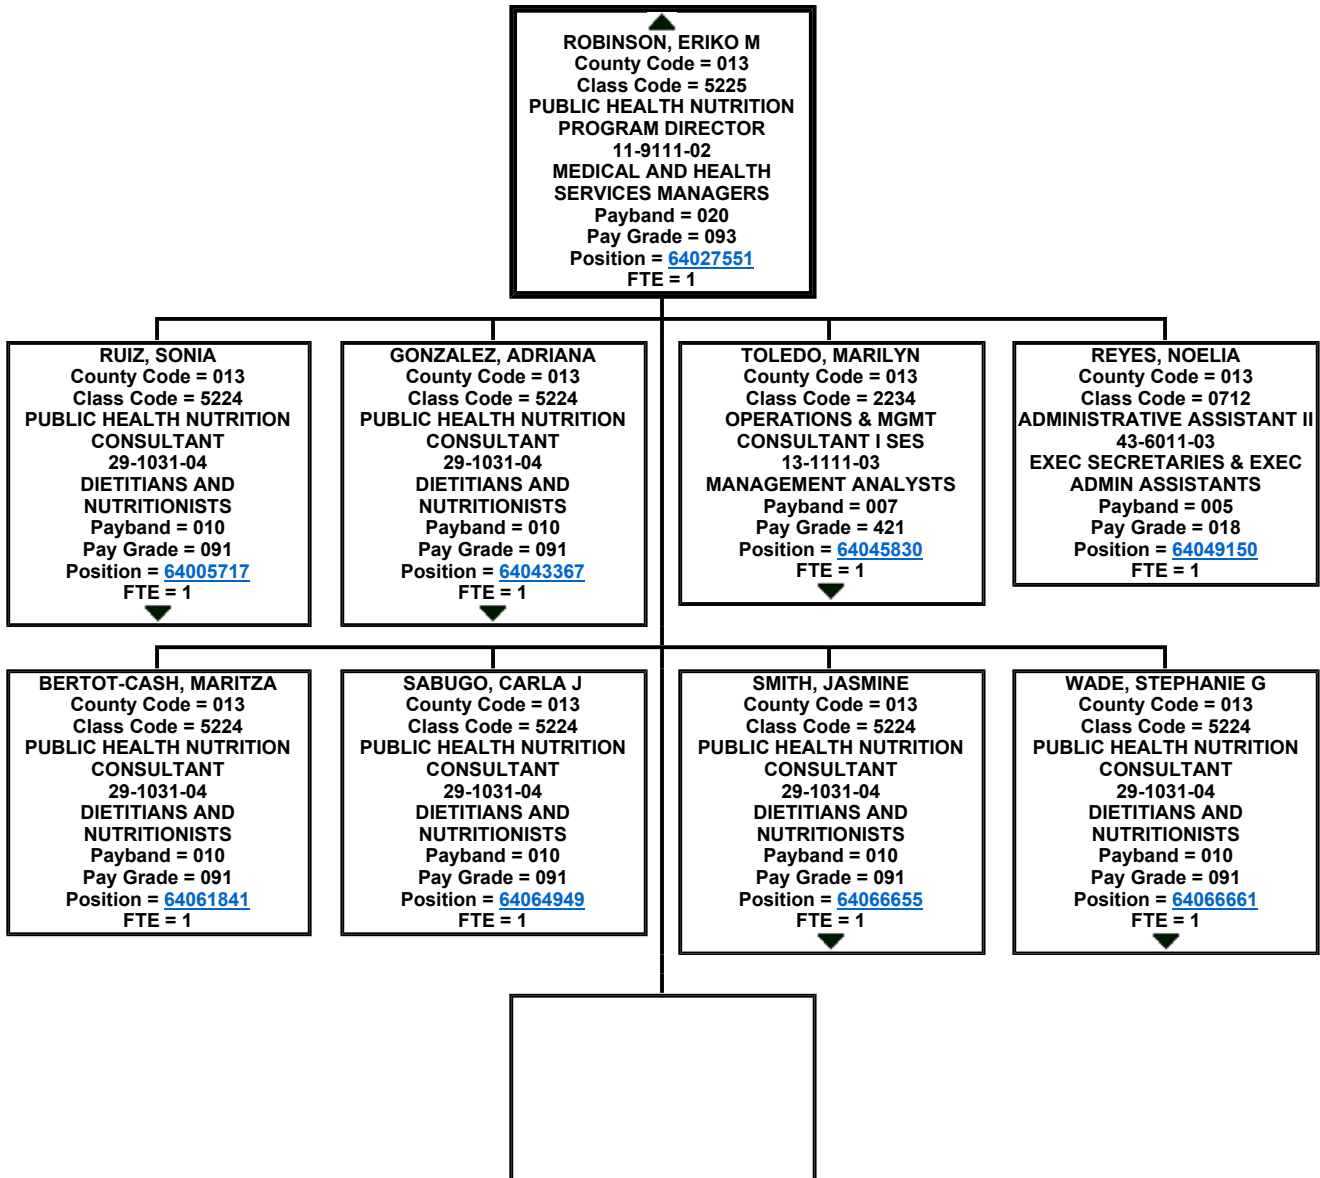 ROBINSON, ERIKO M
County Code = 013
Class Code = 5225
PUBLIC HEALTH NUTRITION
PROGRAM DIRECTOR
11-9111-02
MEDICAL AND HEALTH
SERVICES MANAGERS
Payband = 020
Pay Grade = 093
Position = 64027551
FTE = 1
RUIZ, SONIA
County Code = 013
Class Code = 5224
PUBLIC HEALTH NUTRITION
CONSULTANT
29-1031-04
DIETITIANS AND
NUTRITIONISTS
Payband = 010
Pay Grade = 091
Position = 64005717
FTE = 1
GONZALEZ, ADRIANA
County Code = 013
Class Code = 5224
PUBLIC HEALTH NUTRITION
CONSULTANT
29-1031-04
DIETITIANS AND
NUTRITIONISTS
Payband = 010
Pay Grade = 091
Position = 64043367
FTE = 1
TOLEDO, MARILYN
County Code = 013
Class Code = 2234
OPERATIONS & MGMT
CONSULTANT I SES
13-1111-03
MANAGEMENT ANALYSTS
Payband = 007
Pay Grade = 421
Position = 64045830
FTE = 1
REYES, NOELIA
County Code = 013
Class Code = 0712
ADMINISTRATIVE ASSISTANT II
43-6011-03
EXEC SECRETARIES & EXEC
ADMIN ASSISTANTS
Payband = 005
Pay Grade = 018
Position = 64049150
FTE = 1
BERTOT-CASH, MARITZA
County Code = 013
Class Code = 5224
PUBLIC HEALTH NUTRITION
CONSULTANT
29-1031-04
DIETITIANS AND
NUTRITIONISTS
Payband = 010
Pay Grade = 091
Position = 64061841
FTE = 1
SABUGO, CARLA J
County Code = 013
Class Code = 5224
PUBLIC HEALTH NUTRITION
CONSULTANT
29-1031-04
DIETITIANS AND
NUTRITIONISTS
Payband = 010
Pay Grade = 091
Position = 64064949
FTE = 1
SMITH, JASMINE
County Code = 013
Class Code = 5224
PUBLIC HEALTH NUTRITION
CONSULTANT
29-1031-04
DIETITIANS AND
NUTRITIONISTS
Payband = 010
Pay Grade = 091
Position = 64066655
FTE = 1
WADE, STEPHANIE G
County Code = 013
Class Code = 5224
PUBLIC HEALTH NUTRITION
CONSULTANT
29-1031-04
DIETITIANS AND
NUTRITIONISTS
Payband = 010
Pay Grade = 091
Position = 64066661
FTE = 1